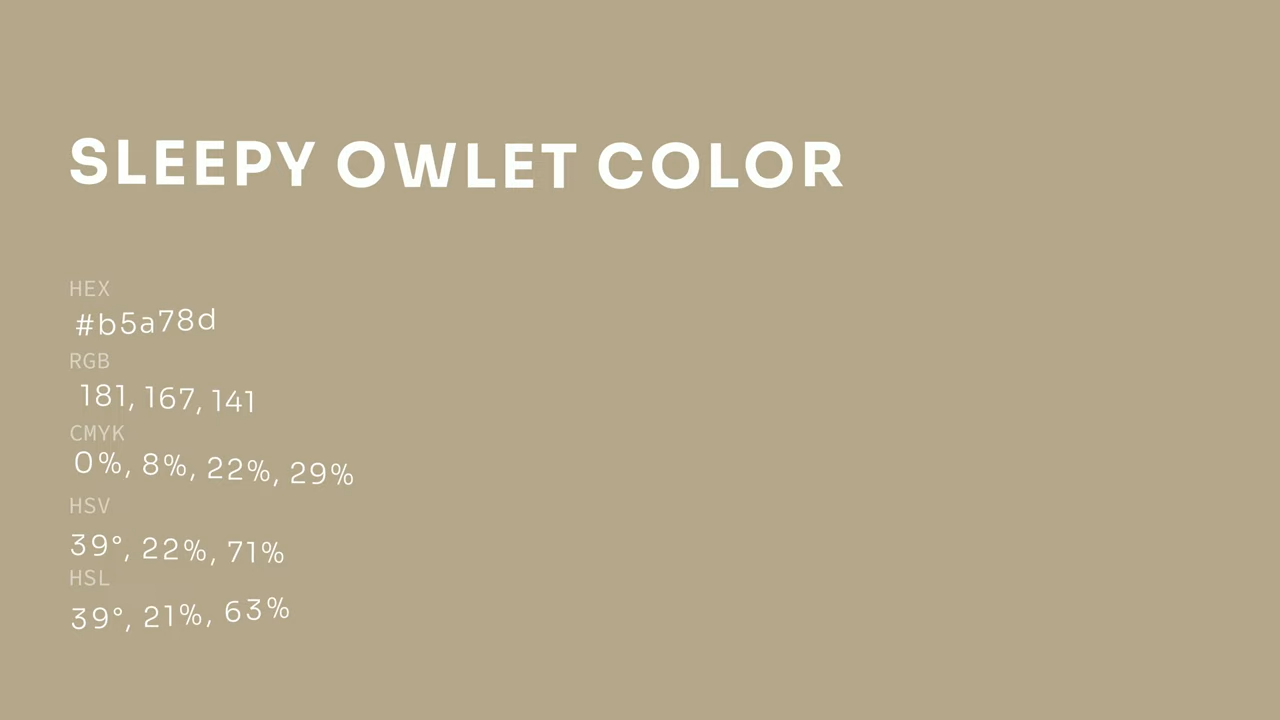 SLEEPY OWLET COLOR
HEX
#b5a78d
RGB
181, 167, 141
CMYK
0%, 8%, 22%, 29%
HSV
39°, 22%, 71%
HSL
39°, 21%, 63%